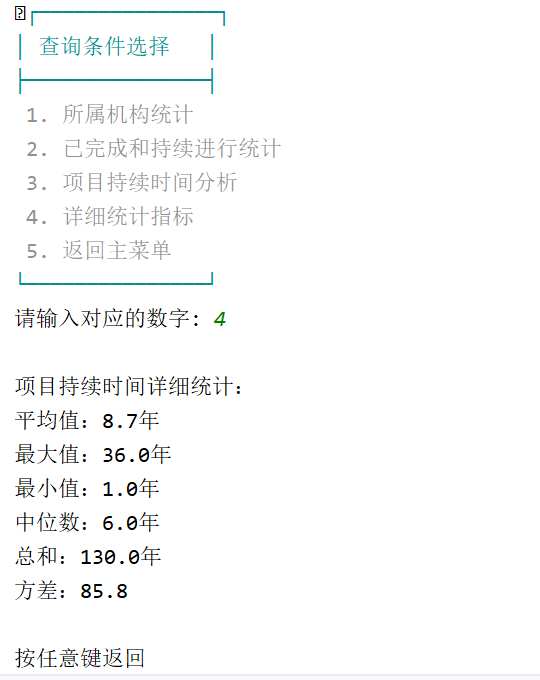 查询条件选择
1. 所属机构统计
2. 已完成和持续进行统计
3. 项目持续时间分析
4. 详细统计指标
5. 返回主菜单
请输入对应的数字: 4
项目持续时间详细统计:
平均值: 8.7年
最大值: 36.0年
最小值: 1.0年
中位数: 6.0年
总和: 130.0年
方差: 85.8
按任意键返回